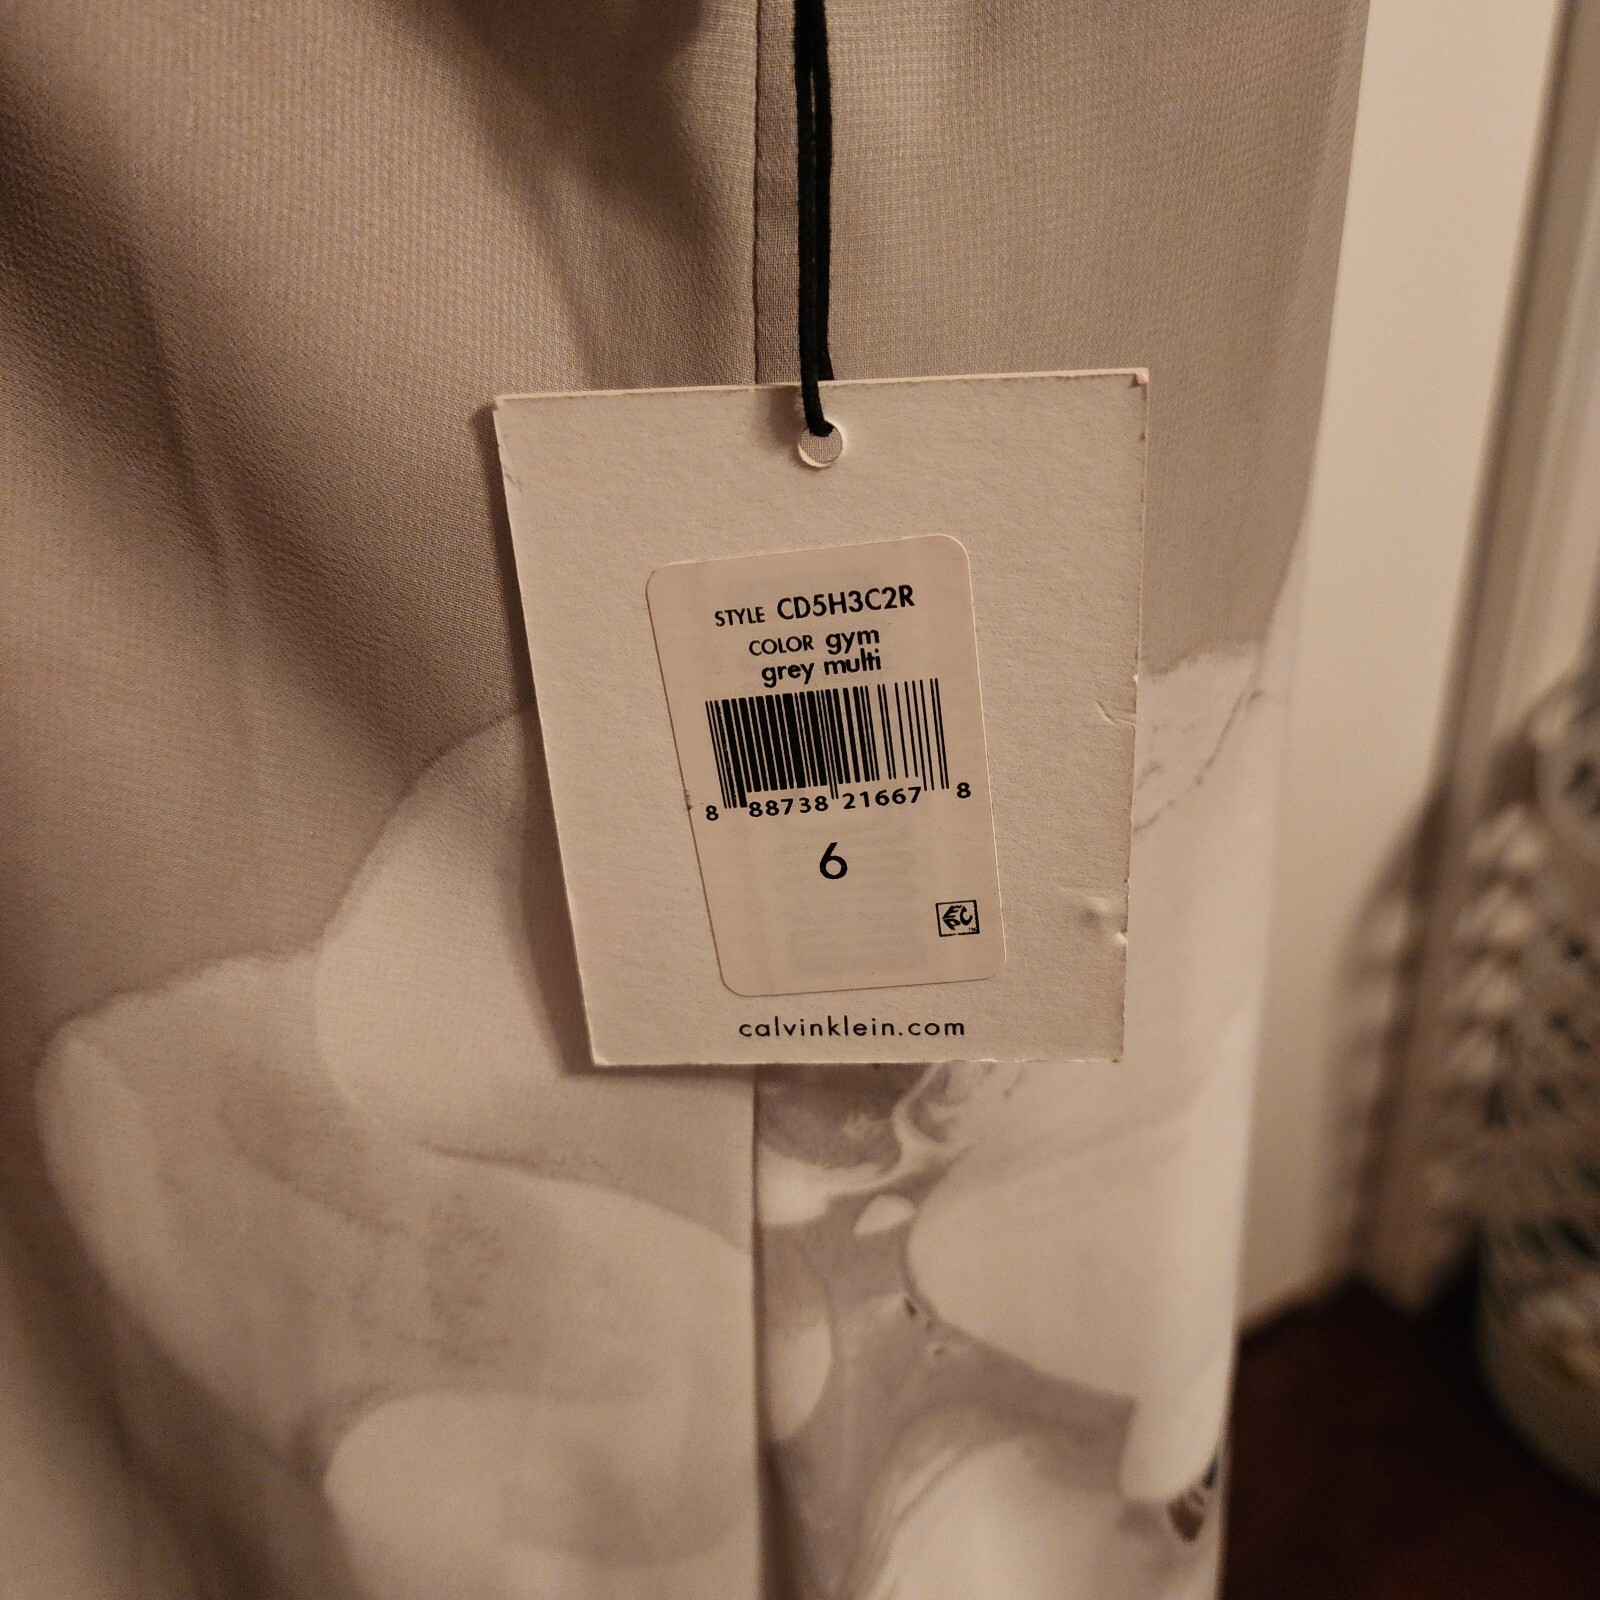 STYLE CD5H3C2R
COLOR gym
grey multi
8 88738 21667 8
6
calvinklein.com